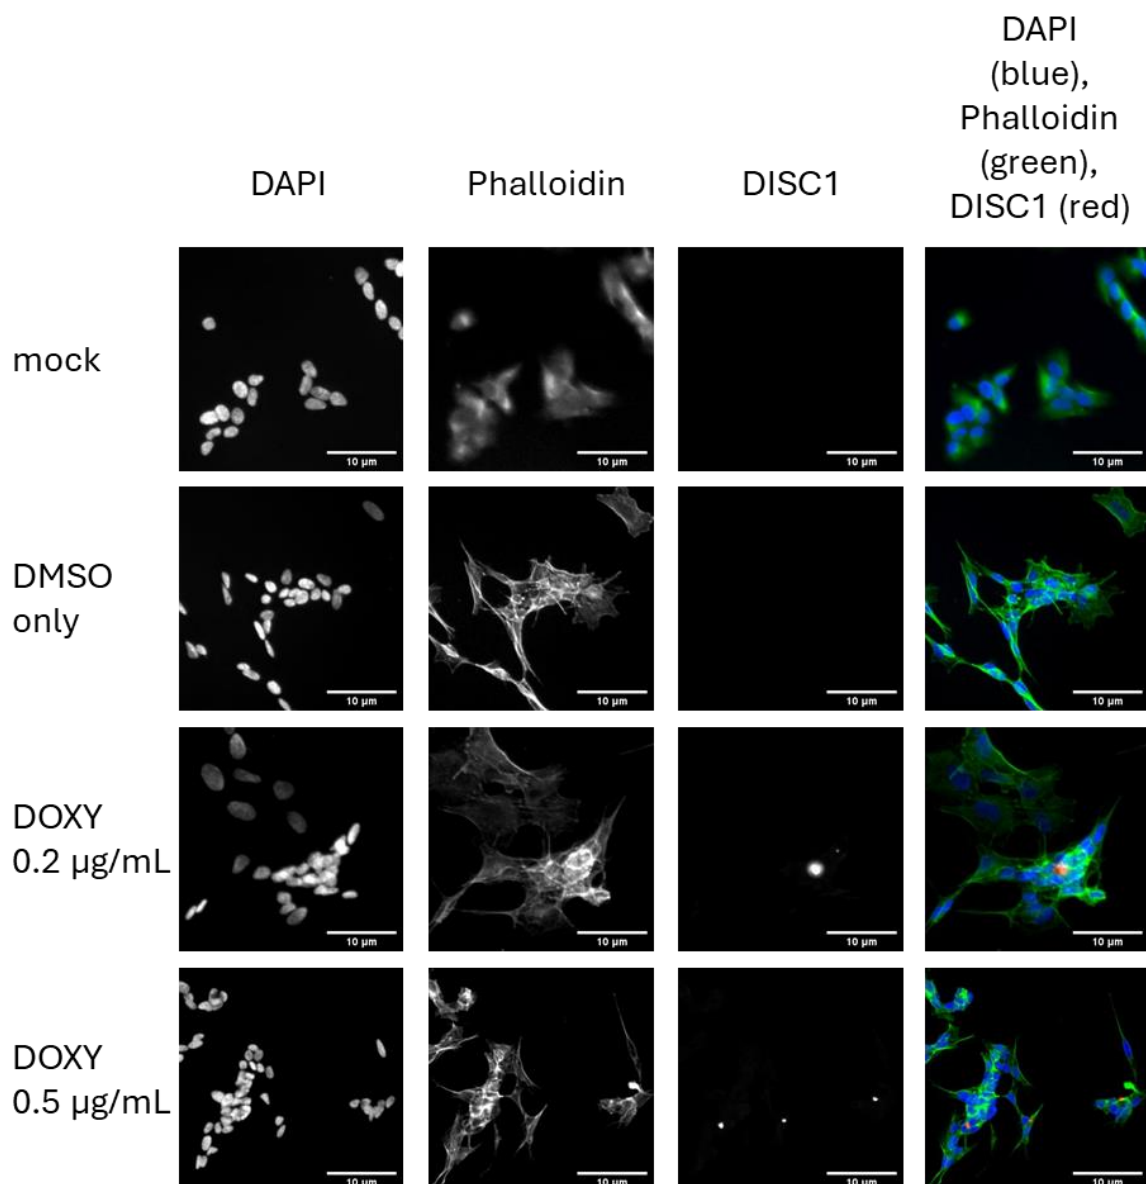 DAPI
(blue),
Phalloidin
(green),
DISC1 (red)
DAPI
Phalloidin
DISC1
mock
10 µm
10 µm
10 µm
10 µm
DMSO
only
10 µm
10 µm
10 µm
10 µm
DOXY
0.2 µg/mL
10 µm
10 µm
10 µm
10 µm
DOXY
0.5 µg/mL
10 µm
10 µm
10 µm
10 µm